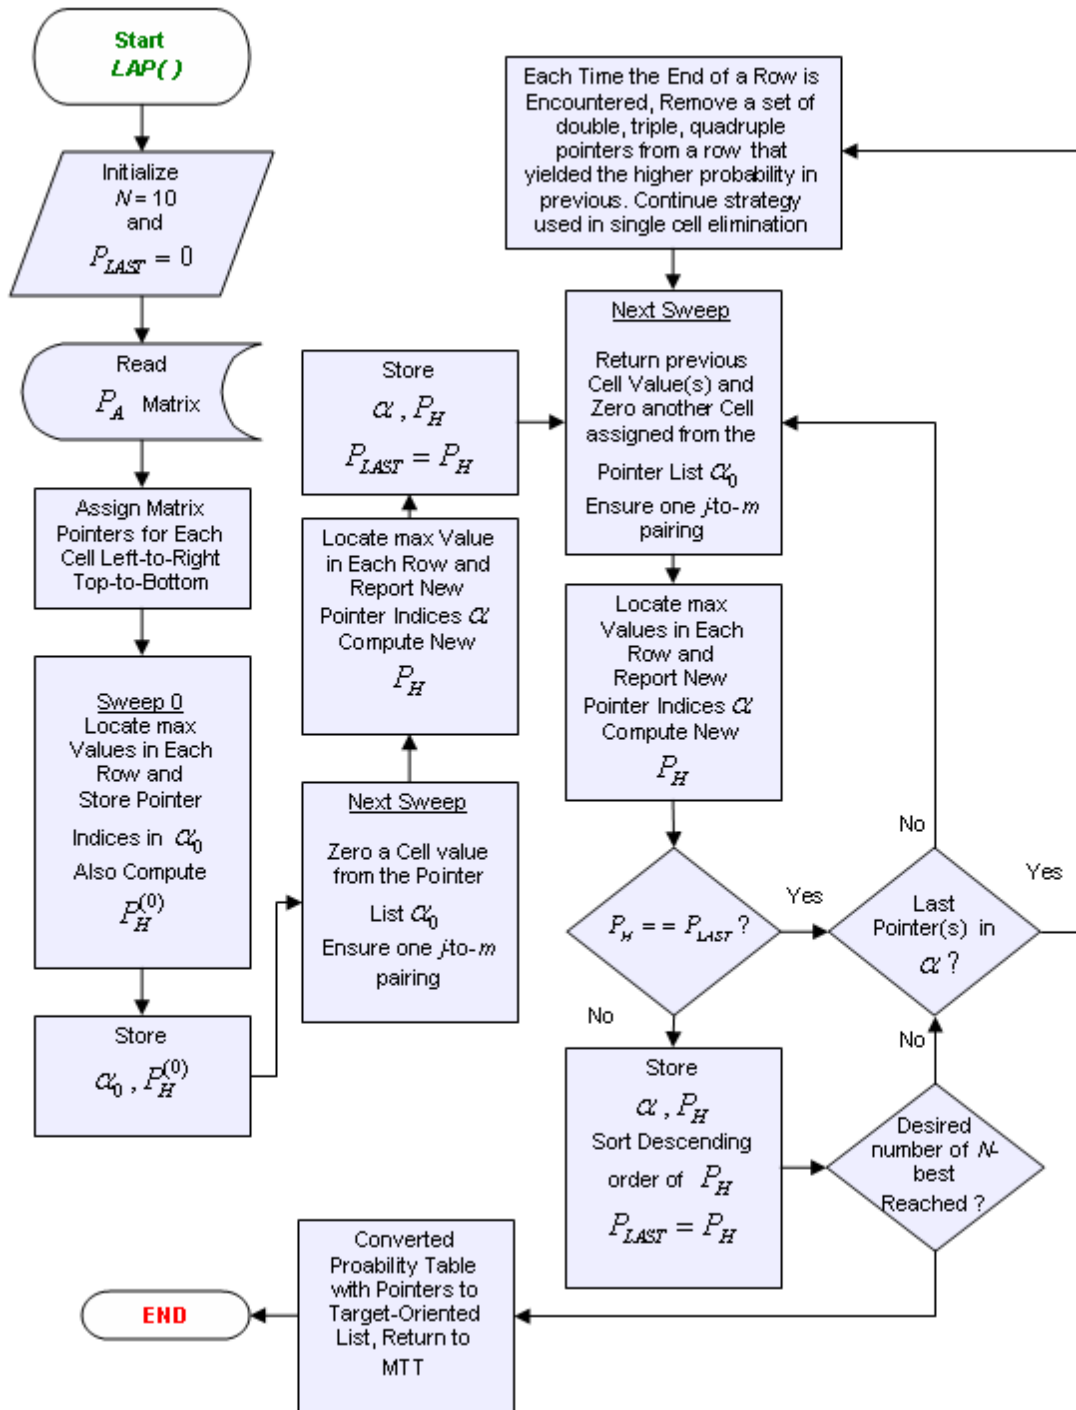 Start
LAP( )
Initialize
N = 10
and
P_LAST = 0
Read
P_A Matrix
Assign Matrix
Pointers for Each
Cell Left-to-Right
Top-to-Bottom
Sweep 0
Locate max
Values in Each
Row and
Store Pointer
Indices in α_0
Also Compute
P_H^(0)
Store
α_0 , P_H^(0)
Next Sweep
Zero a Cell value
from the Pointer
List α_0
Ensure one j-to-m
pairing
Locate max Value
in Each Row and
Report New
Pointer Indices α
Compute New
P_H
Store
α , P_H
P_LAST = P_H
Each Time the End of a Row is
Encountered, Remove a set of
double, triple, quadruple
pointers from a row that
yielded the higher probability in
previous. Continue strategy
used in single cell elimination
Next Sweep
Return previous
Cell Value(s) and
Zero another Cell
assigned from the
Pointer List α_0
Ensure one j-to-m
pairing
Locate max
Values in Each
Row and
Report New
Pointer Indices α
Compute New
P_H
P_H = = P_LAST ?
Yes
No
Last
Pointer(s) in
α ?
No
Yes
Store
α , P_H
Sort Descending
order of P_H
P_LAST = P_H
Desired
number of N-
best
Reached ?
No
Converted
Proability Table
with Pointers to
Target-Oriented
List, Return to
MTT
END